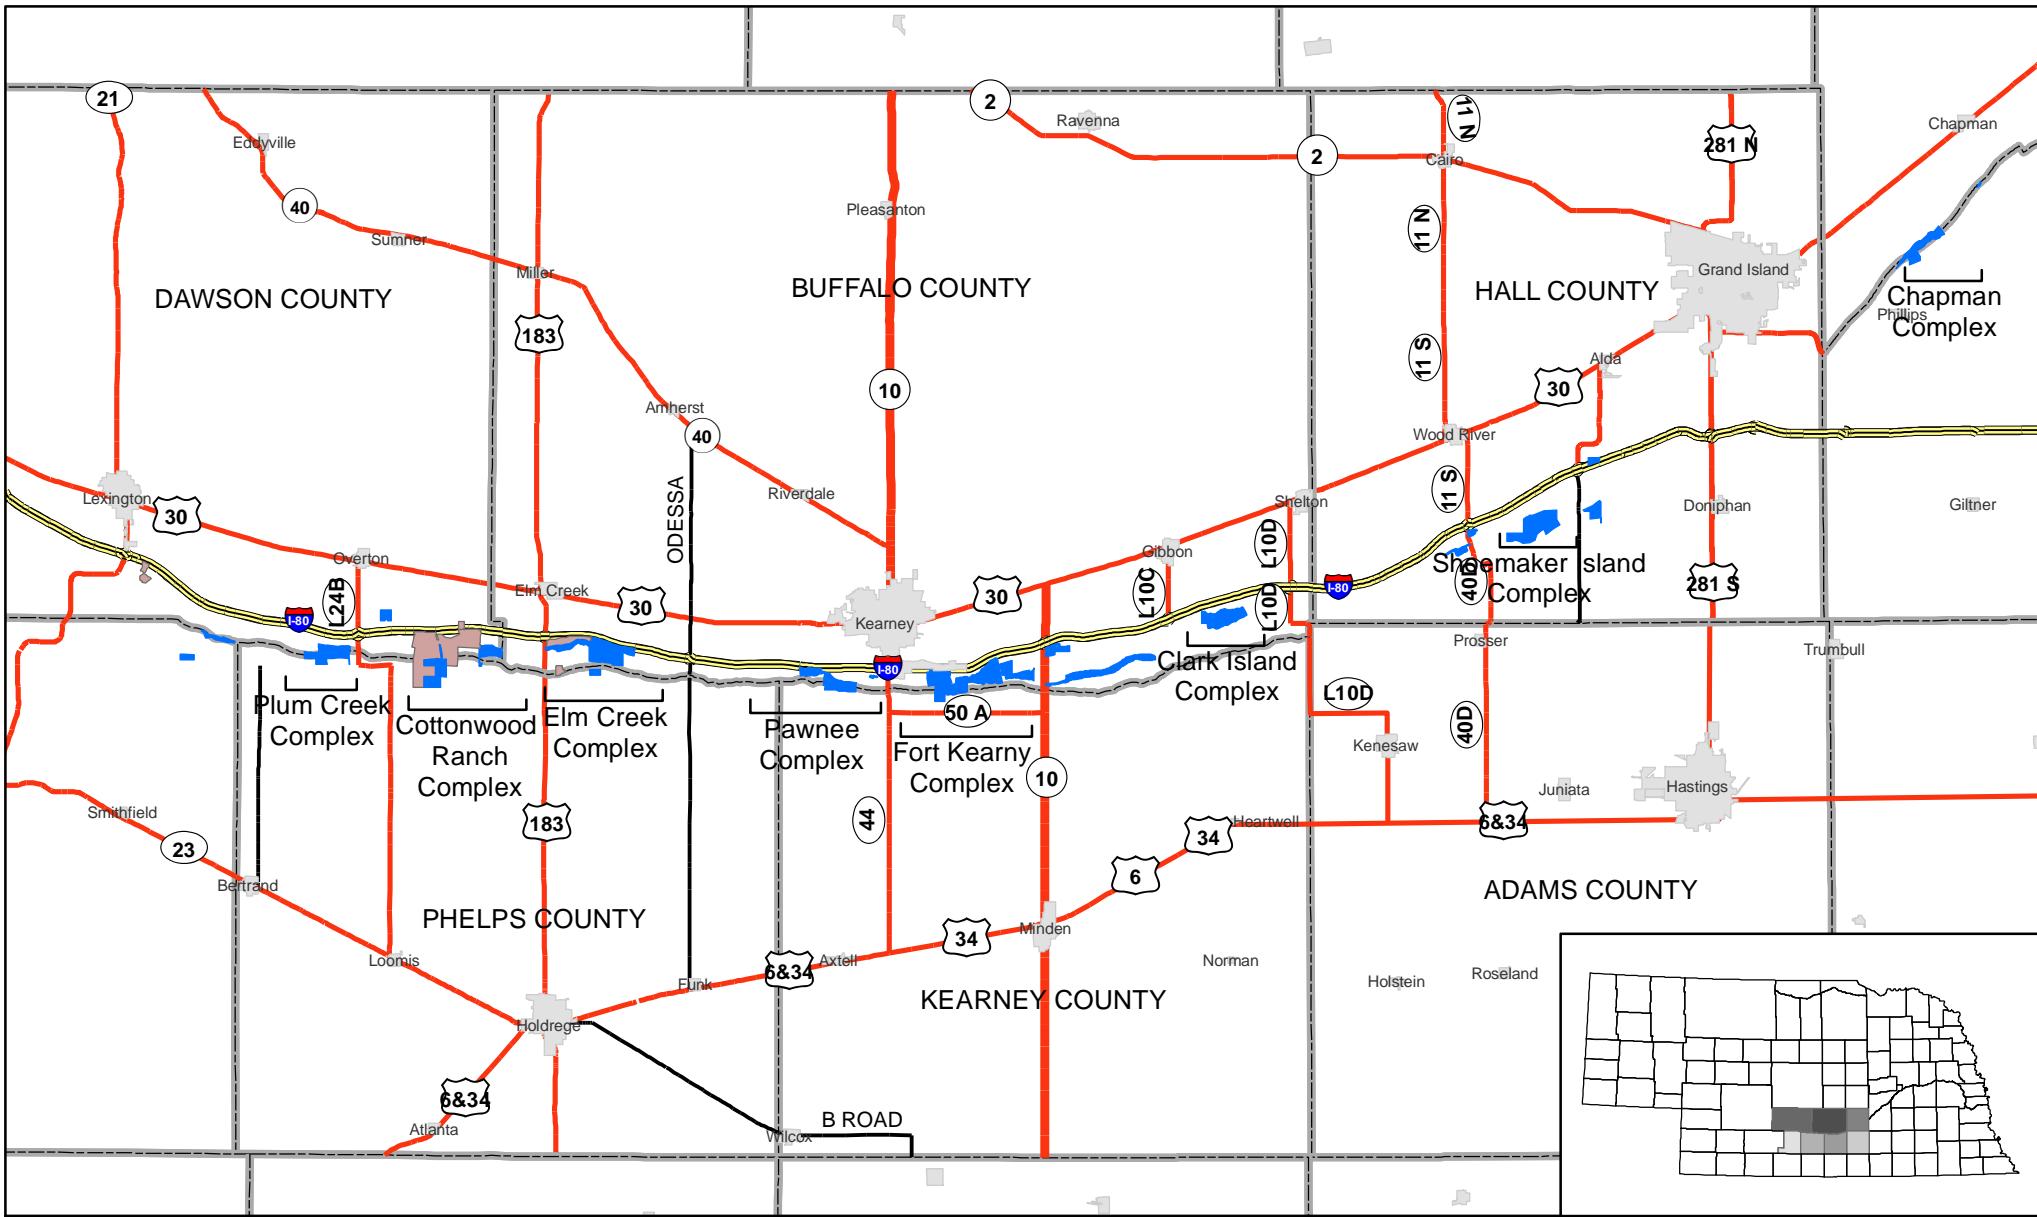 21
2
11 N
Ravenna
Chapman
Eddyville
281 N
2
Cairo
40
Pleasanton
11 N
Sumner
Miller
Grand Island
BUFFALO COUNTY
HALL COUNTY
DAWSON COUNTY
Chapman
Complex
Phillips
183
11 S
Alda
10
30
Amherst
40
Wood River
Lexington
30
ODESSA
Riverdale
11 S
Shelton
Doniphan
Giltner
Overton
L10D
Gibbon
Shoemaker Island
Complex
Elm Creek
L24B
30
30
L10C
I-80
40D
281 S
I-80
L10D
Kearney
Prosser
Trumbull
I-80
Clark Island
Complex
Plum Creek
Complex
Cottonwood
Ranch
Complex
Elm Creek
Complex
Pawnee
Complex
50 A
Fort Kearny
Complex
L10D
40D
Kenesaw
10
Juniata
Hastings
Smithfield
183
44
Heartwell
6&34
34
23
6
Bertrand
ADAMS COUNTY
PHELPS COUNTY
Minden
34
Loomis
6&34
Axtell
Norman
Funk
Holstein
Roseland
KEARNEY COUNTY
Holdrege
6&34
Atlanta
Wilcox
B ROAD